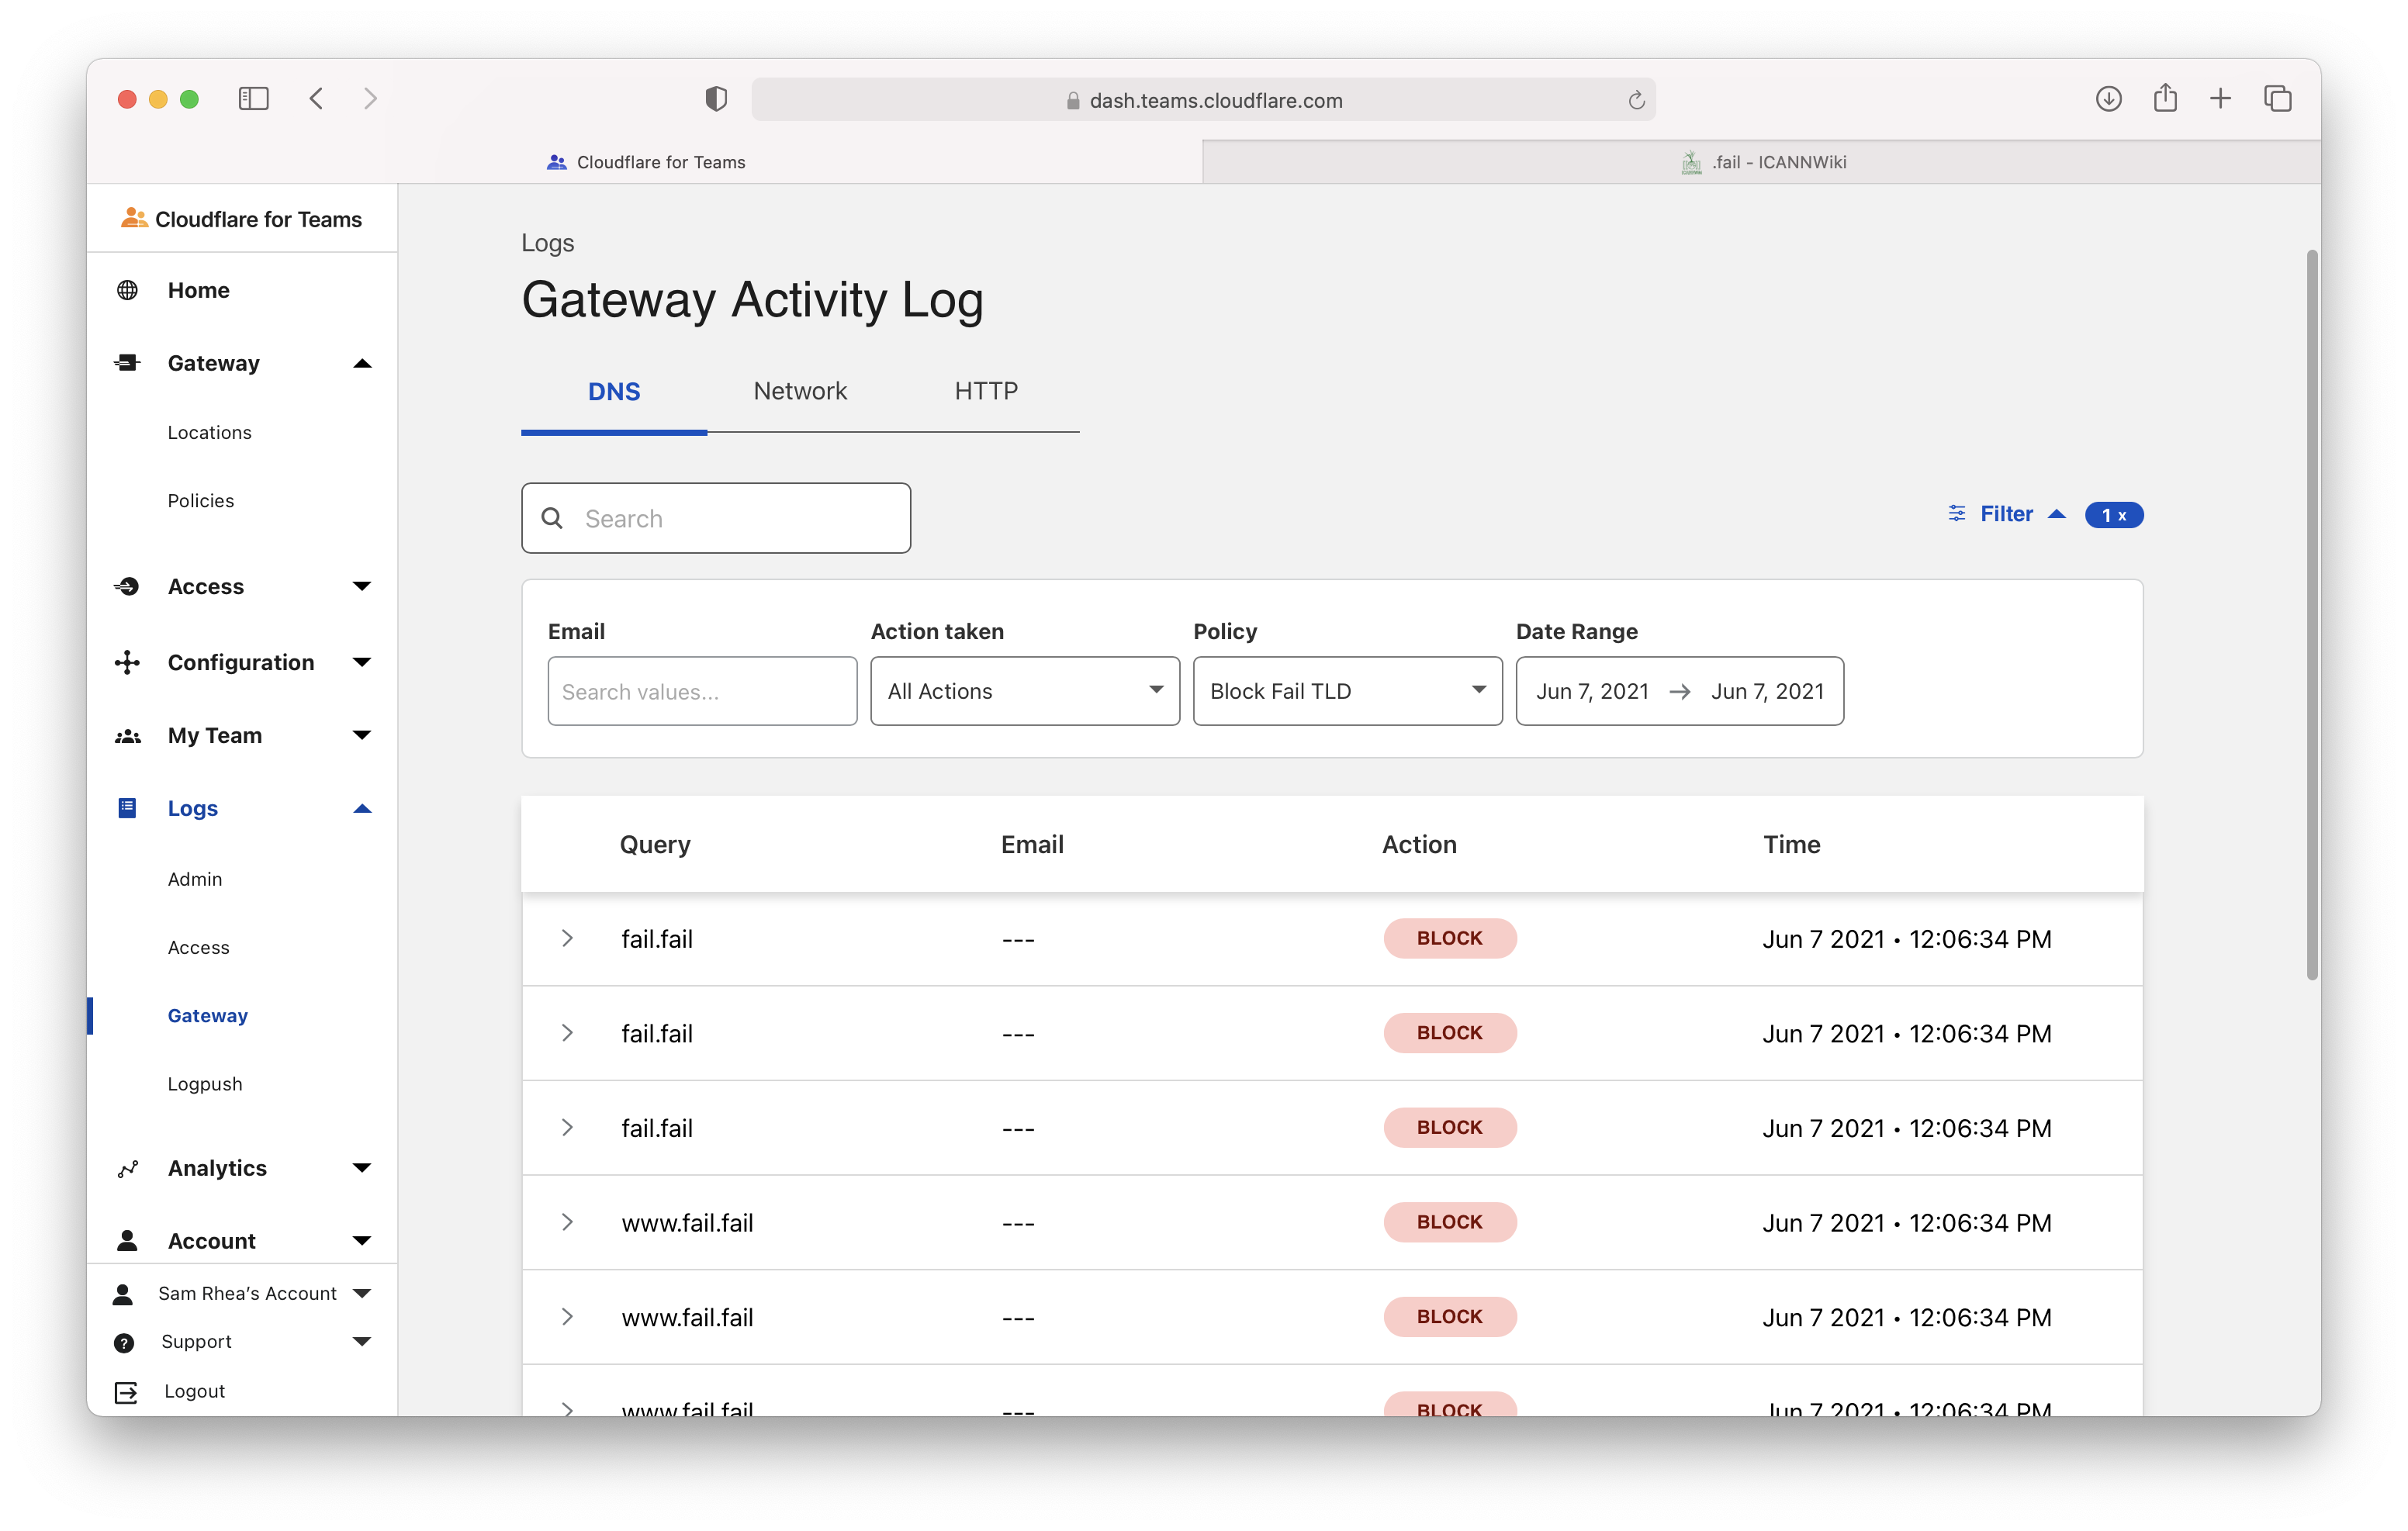 dash.teams.cloudflare.com
Cloudflare for Teams
.fail - ICANNWiki
Cloudflare for Teams
Home
Gateway
Locations
Policies
Access
Configuration
My Team
Logs
Admin
Access
Gateway
Logpush
Analytics
Account
Sam Rhea’s Account
Support
Logout
Logs
Gateway Activity Log
DNS Network HTTP
Search
Filter 1 x
Email Action taken Policy Date Range
Search values... All Actions Block Fail TLD Jun 7, 2021 → Jun 7, 2021
Query Email Action Time
fail.fail --- BLOCK Jun 7 2021 • 12:06:34 PM
fail.fail --- BLOCK Jun 7 2021 • 12:06:34 PM
fail.fail --- BLOCK Jun 7 2021 • 12:06:34 PM
www.fail.fail --- BLOCK Jun 7 2021 • 12:06:34 PM
www.fail.fail --- BLOCK Jun 7 2021 • 12:06:34 PM
www.fail.fail --- BLOCK Jun 7 2021 • 12:06:34 PM